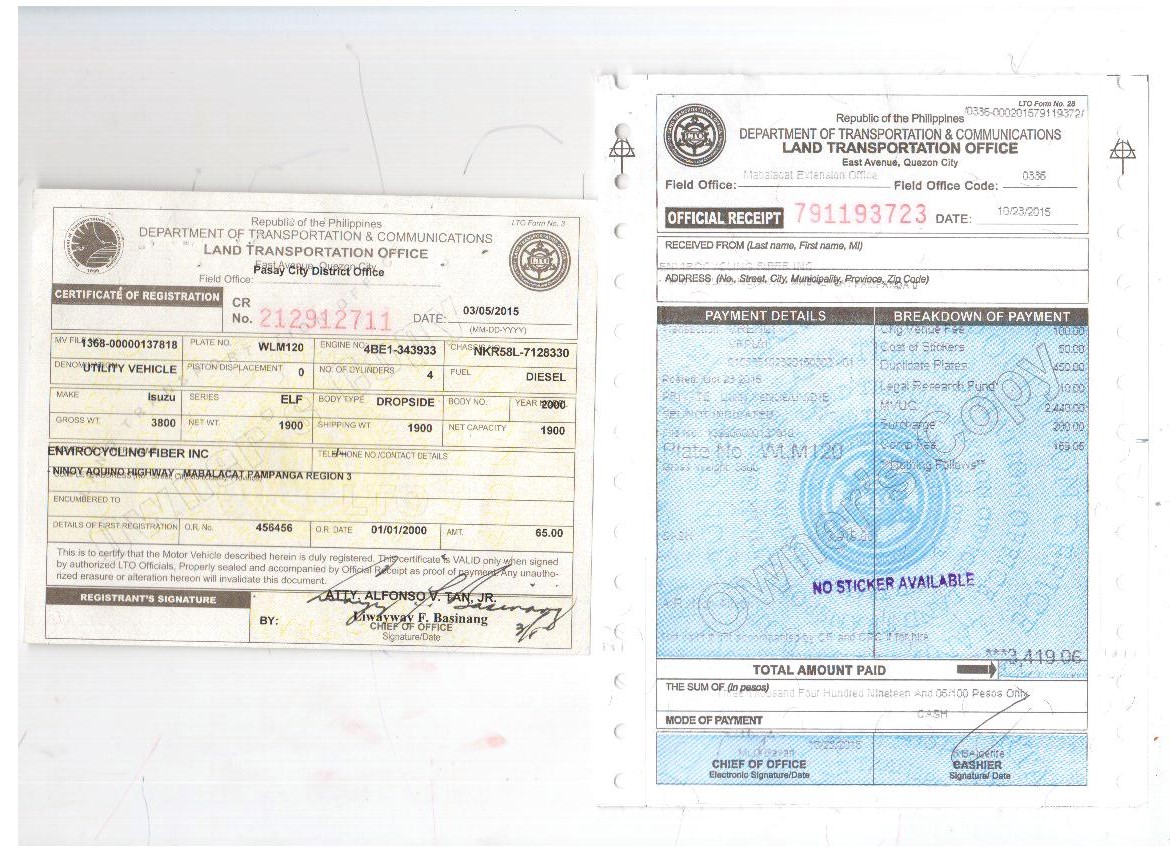 Republic of the Philippines
LTO Form No. 3
DEPARTMENT OF TRANSPORTATION & COMMUNICATIONS
LAND TRANSPORTATION OFFICE
East Avenue, Quezon City
Field Office: Pasay City District Office
CERTIFICATE OF REGISTRATION
CR
No. 212912711 DATE: 03/05/2015
(MM-DD-YYYY)
MV FILE 1368-00000137818 PLATE NO. WLM120 ENGINE NO. 4BE1-343933 CHASSIS NKR58L-7128330
DENOMINATION UTILITY VEHICLE PISTON DISPLACEMENT 0 NO. OF CYLINDERS 4 FUEL DIESEL
MAKE Isuzu SERIES ELF BODY TYPE DROPSIDE BODY NO. YEAR 2000
GROSS WT. 3800 NET WT. 1900 SHIPPING WT 1900 NET CAPACITY 1900
ENVIROCYCLING FIBER INC TELEPHONE NO./CONTACT DETAILS
NINOY AQUINO HIGHWAY - MABALACAT PAMPANGA REGION 3
ENCUMBERED TO
DETAILS OF FIRST REGISTRATION O.R. No. 456456 O.R. DATE 01/01/2000 AMT. 65.00
This is to certify that the Motor Vehicle described herein is duly registered. This certificate is VALID only when signed
by authorized LTO Officials, Properly sealed and accompanied by Official Receipt as proof of payment. Any unautho-
rized erasure or alteration hereon will invalidate this document.
REGISTRANT'S SIGNATURE
ATTY. ALFONSO V. TAN, JR.
BY: Liwayway F. Basinang
CHIEF OF OFFICE
Signature/Date
LTO Form No. 28
Republic of the Philippines
DEPARTMENT OF TRANSPORTATION & COMMUNICATIONS
LAND TRANSPORTATION OFFICE
East Avenue, Quezon City
Field Office: Mabalacat Extension Office Field Office Code: 0336
OFFICIAL RECEIPT 791193723 DATE: 10/23/2015
RECEIVED FROM (Last name, First name, MI)
ADDRESS (No., Street, City, Municipality, Province, Zip Code)
PAYMENT DETAILS BREAKDOWN OF PAYMENT
Chg Venue Fee 100.00
Cost of Stickers 50.00
Duplicate Plates 450.00
Posted: Oct 23 2015
Legal Research Fund 10.00
MVUC 2,440.00
Surcharge 200.00
Plate No WLM120
Comp Fee 169.06
**Nothing Follows**
Owner's Copy
CASH
NO STICKER AVAILABLE
***3,419.06
TOTAL AMOUNT PAID
THE SUM OF (in pesos) Three Thousand Four Hundred Nineteen And 06/100 Pesos Only
MODE OF PAYMENT CASH
10/23/2015
CHIEF OF OFFICE
Electronic Signature/Date
CASHIER
Signature/ Date